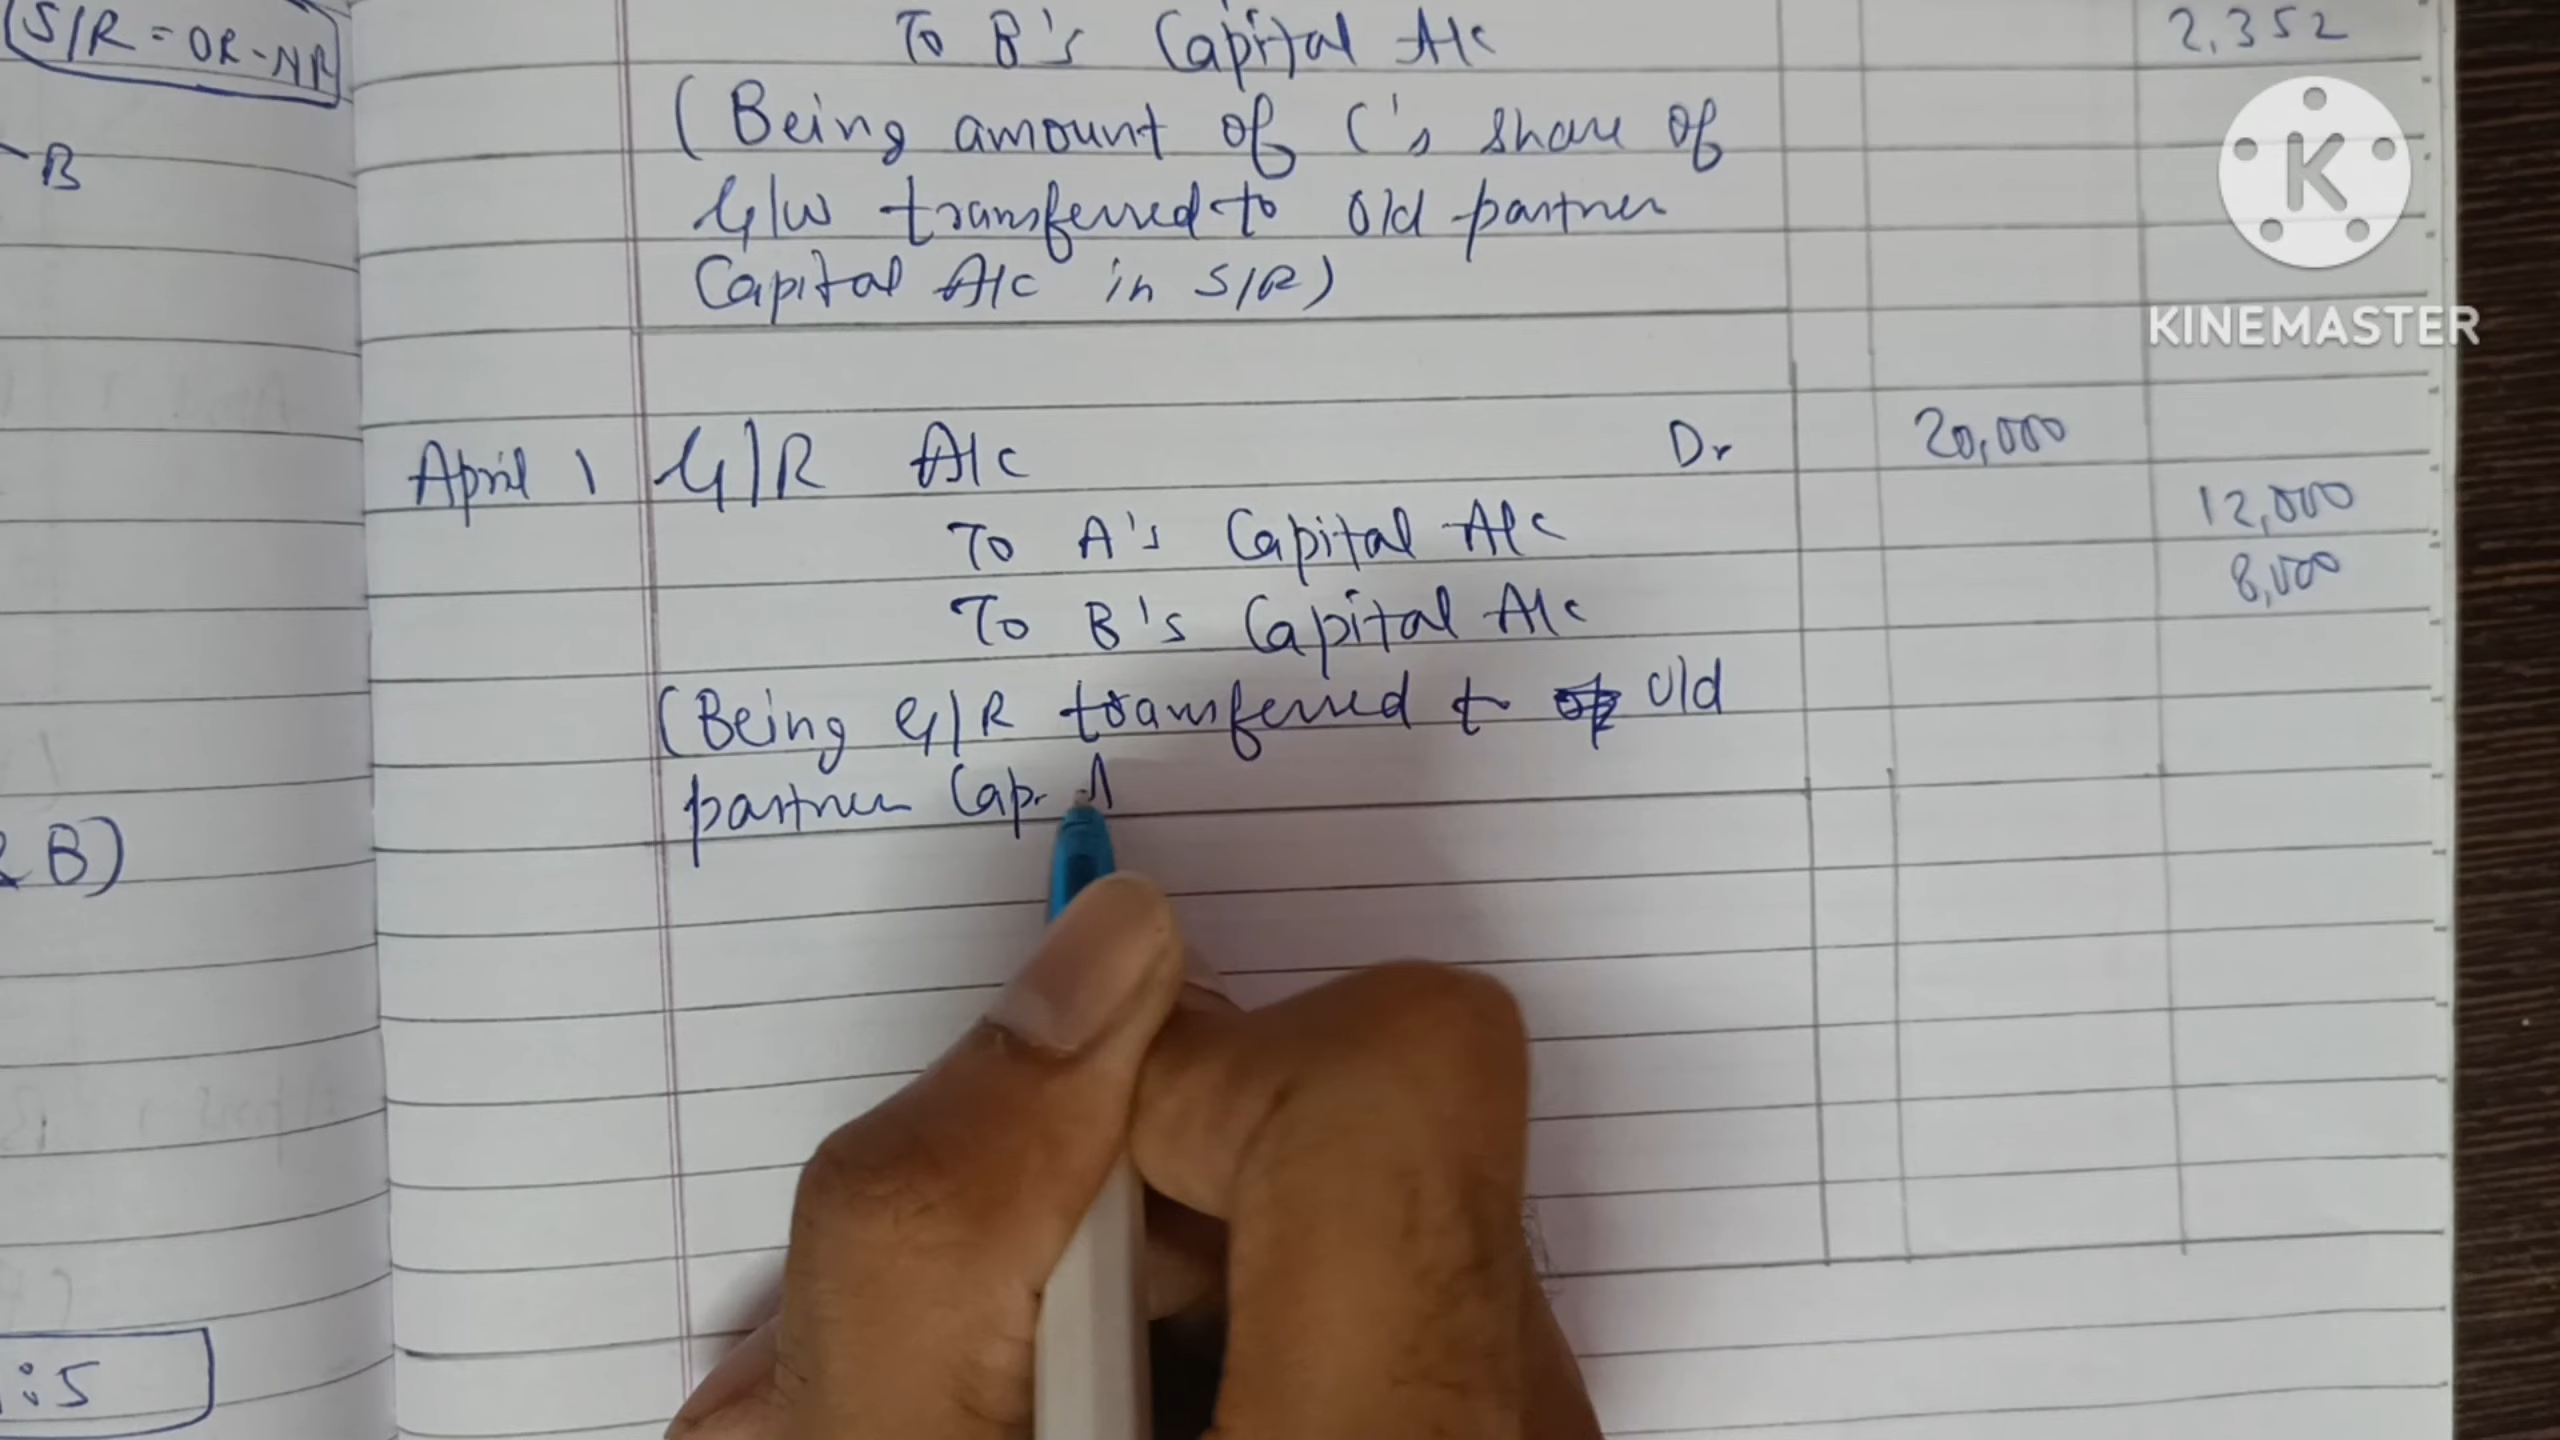 S/R = OR - NR
B
& B)
: 5
To B's Capital A/c 2,352
(Being amount of C's share of
G/W transferred to old partner
Capital A/c in S/R)
April 1 G/R A/c Dr 20,000
To A's Capital A/c 12,000
To B's Capital A/c 8,000
(Being G/R transferred to old
partner Cap. A
K
KINEMASTER